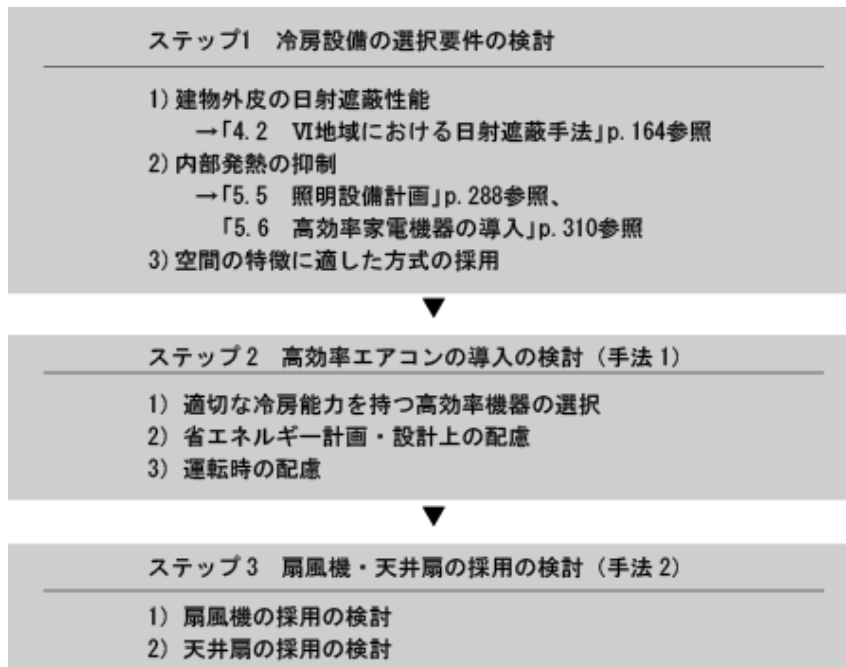 ステップ1 冷房設備の選択要件の検討
1) 建物外皮の日射遮蔽性能
→「4.2 Ⅵ地域における日射遮蔽手法」p.164参照
2) 内部発熱の抑制
→「5.5 照明設備計画」p.288参照、
「5.6 高効率家電機器の導入」p.310参照
3) 空間の特徴に適した方式の採用
▼
ステップ2 高効率エアコンの導入の検討（手法1）
1) 適切な冷房能力を持つ高効率機器の選択
2) 省エネルギー計画・設計上の配慮
3) 運転時の配慮
▼
ステップ3 扇風機・天井扇の採用の検討（手法2）
1) 扇風機の採用の検討
2) 天井扇の採用の検討